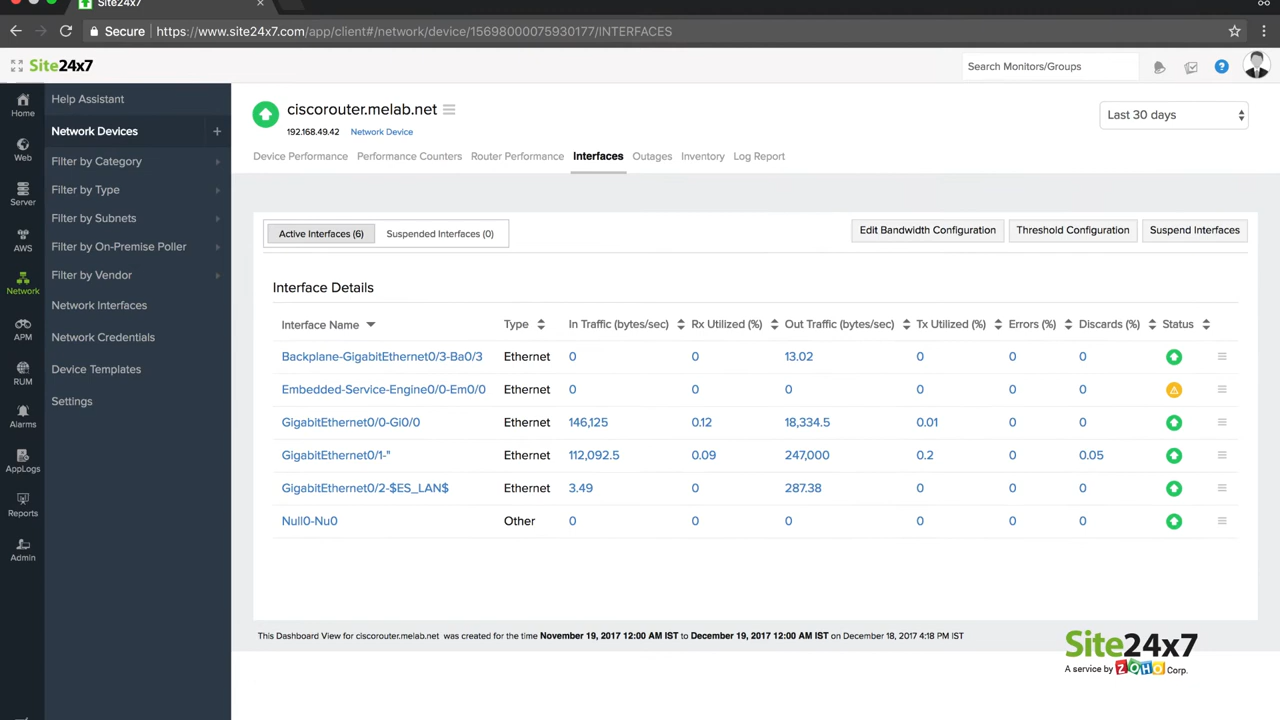 Site24x7
Secure https://www.site24x7.com/app/client#/network/device/15698000075930177/INTERFACES
Site24x7
Search Monitors/Groups
Home
Web
Server
AWS
Network
APM
RUM
Alarms
AppLogs
Reports
Admin
Help Assistant
Network Devices +
Filter by Category
Filter by Type
Filter by Subnets
Filter by On-Premise Poller
Filter by Vendor
Network Interfaces
Network Credentials
Device Templates
Settings
ciscorouter.melab.net
192.168.49.42 Network Device
Last 30 days
Device Performance Performance Counters Router Performance Interfaces Outages Inventory Log Report
Active Interfaces (6) Suspended Interfaces (0)
Edit Bandwidth Configuration Threshold Configuration Suspend Interfaces
Interface Details
Interface Name Type In Traffic (bytes/sec) Rx Utilized (%) Out Traffic (bytes/sec) Tx Utilized (%) Errors (%) Discards (%) Status
Backplane-GigabitEthernet0/3-Ba0/3 Ethernet 0 0 13.02 0 0 0
Embedded-Service-Engine0/0-Em0/0 Ethernet 0 0 0 0 0 0
GigabitEthernet0/0-Gi0/0 Ethernet 146,125 0.12 18,334.5 0.01 0 0
GigabitEthernet0/1-" Ethernet 112,092.5 0.09 247,000 0.2 0 0.05
GigabitEthernet0/2-$ES_LAN$ Ethernet 3.49 0 287.38 0 0 0
Null0-Nu0 Other 0 0 0 0 0 0
This Dashboard View for ciscorouter.melab.net was created for the time November 19, 2017 12:00 AM IST to December 19, 2017 12:00 AM IST on December 18, 2017 4:18 PM IST
Site24x7
A service by ZOHO Corp.